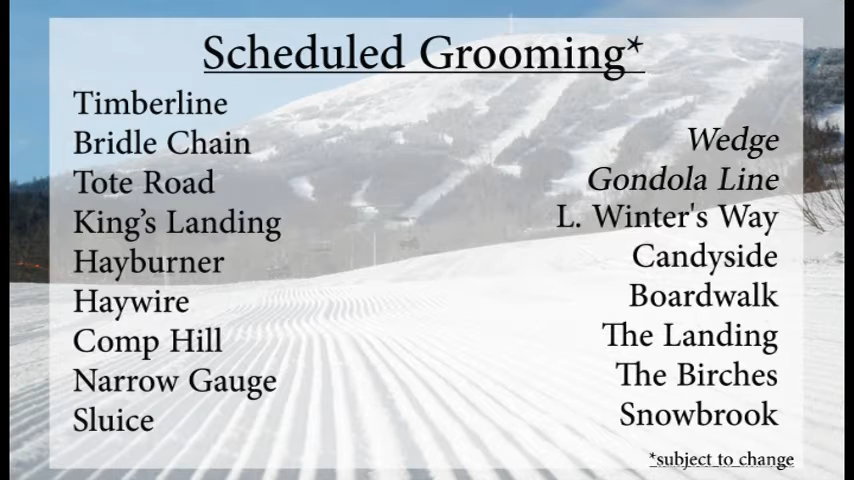 Scheduled Grooming*
Timberline
Bridle Chain
Tote Road
King's Landing
Hayburner
Haywire
Comp Hill
Narrow Gauge
Sluice
Wedge
Gondola Line
L. Winter's Way
Candyside
Boardwalk
The Landing
The Birches
Snowbrook
*subject to change